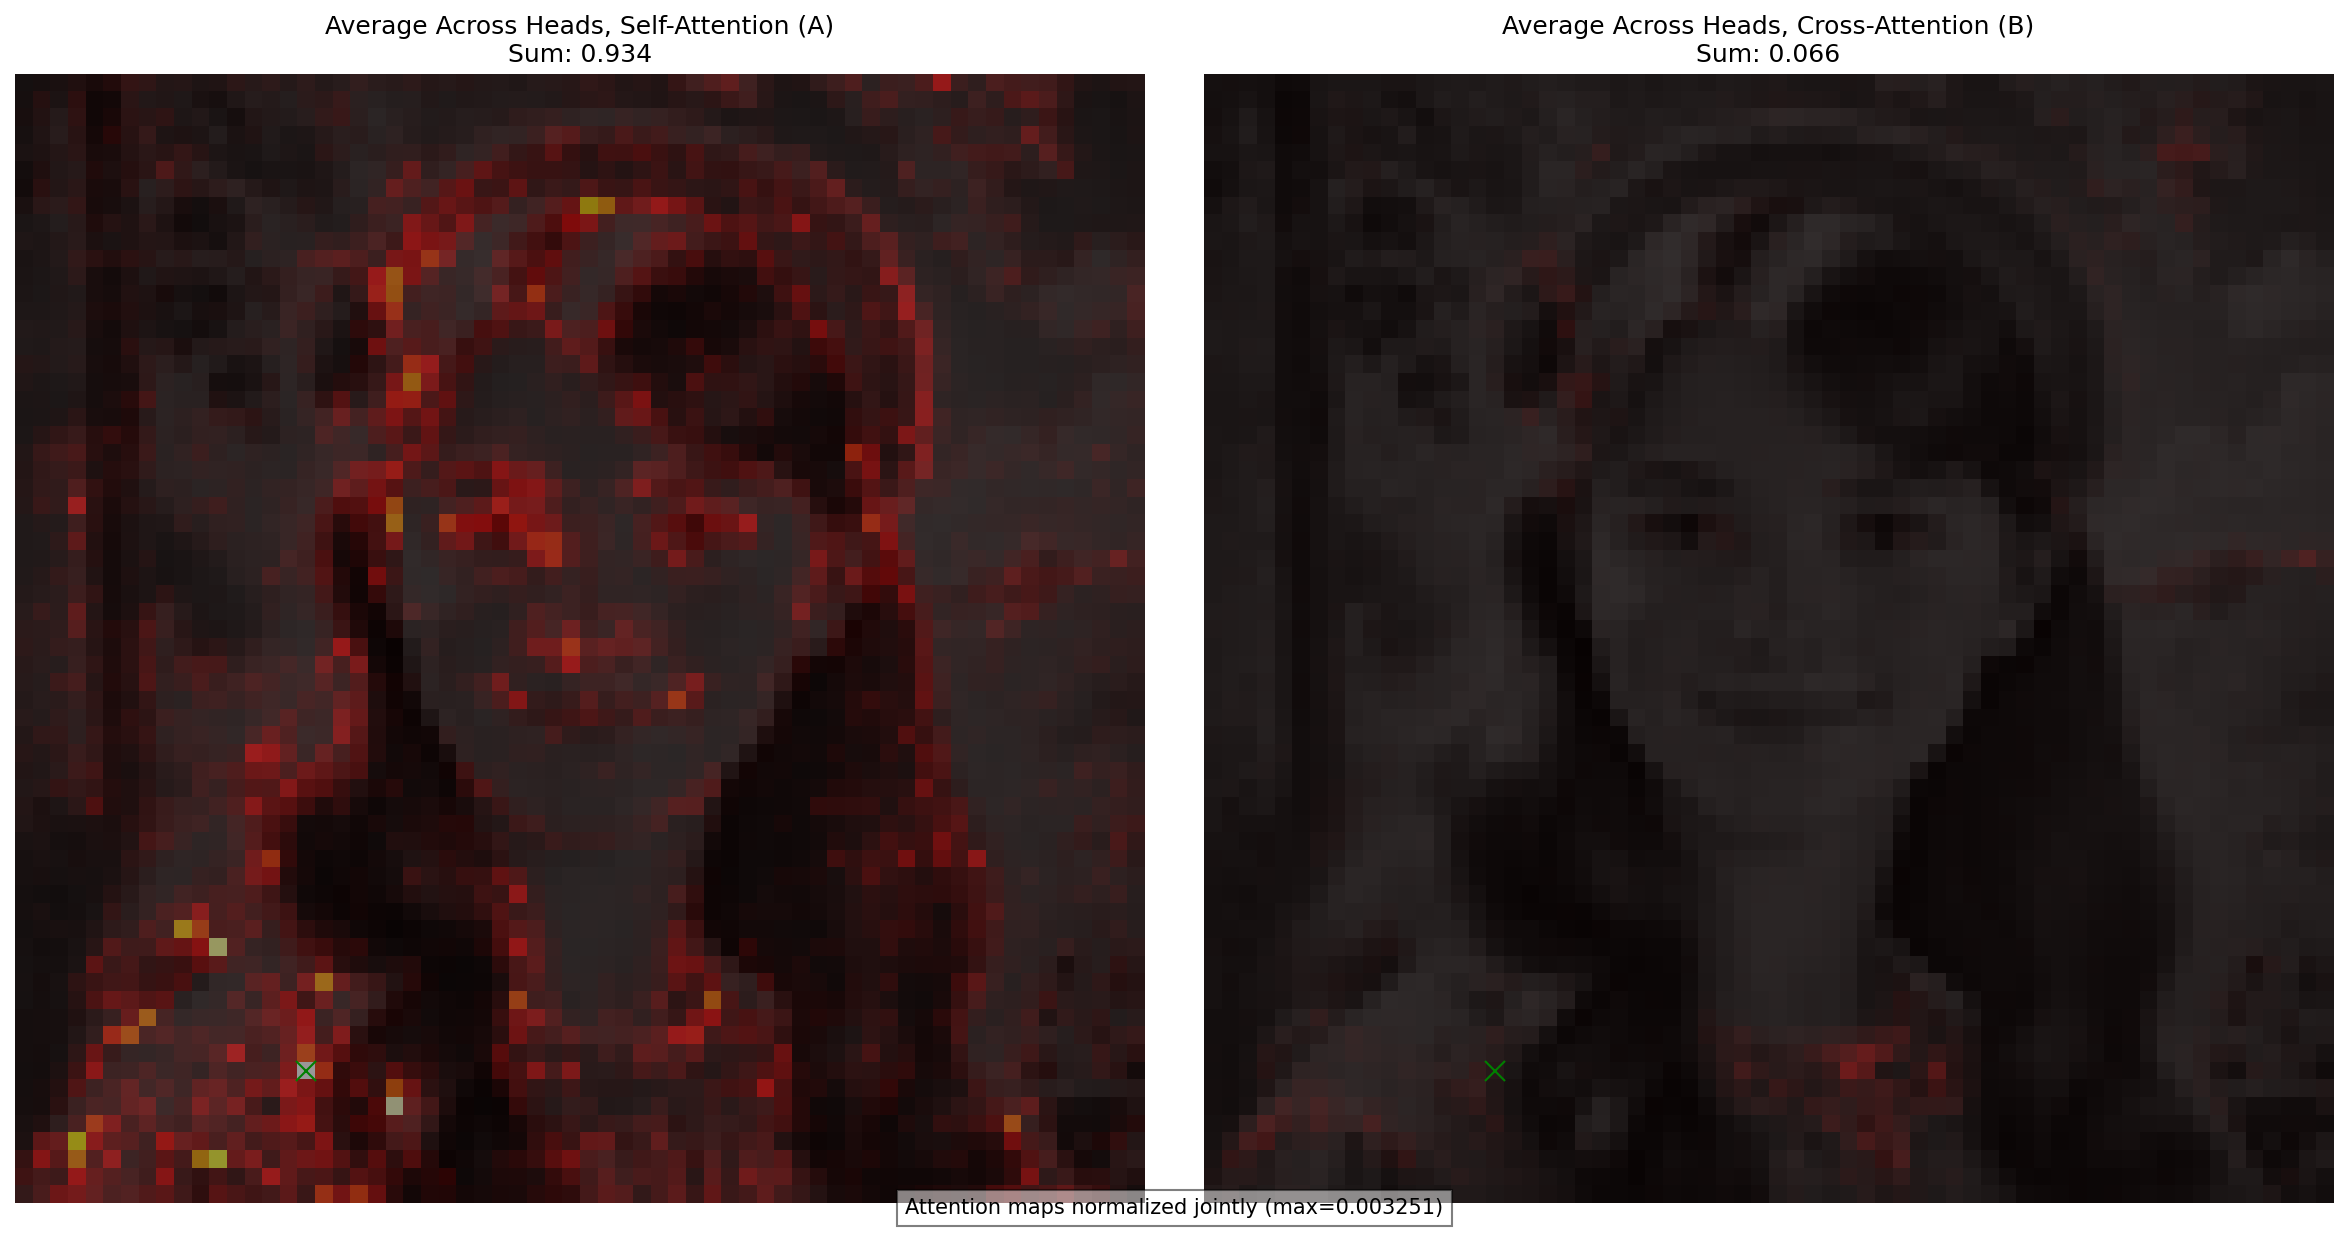 Average Across Heads, Self-Attention (A)
Sum: 0.934
Average Across Heads, Cross-Attention (B)
Sum: 0.066
Attention maps normalized jointly (max=0.003251)